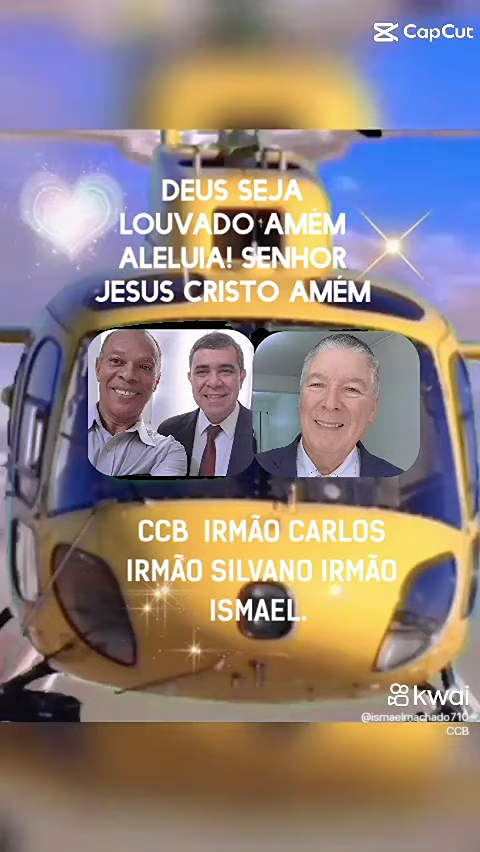 CapCut
DEUS SEJA
LOUVADO AMÉM
ALELUIA! SENHOR
JESUS CRISTO AMÉM
CCB IRMÃO CARLOS
IRMÃO SILVANO IRMÃO
ISMAEL.
kwai
@ismaelmachado710
CCB